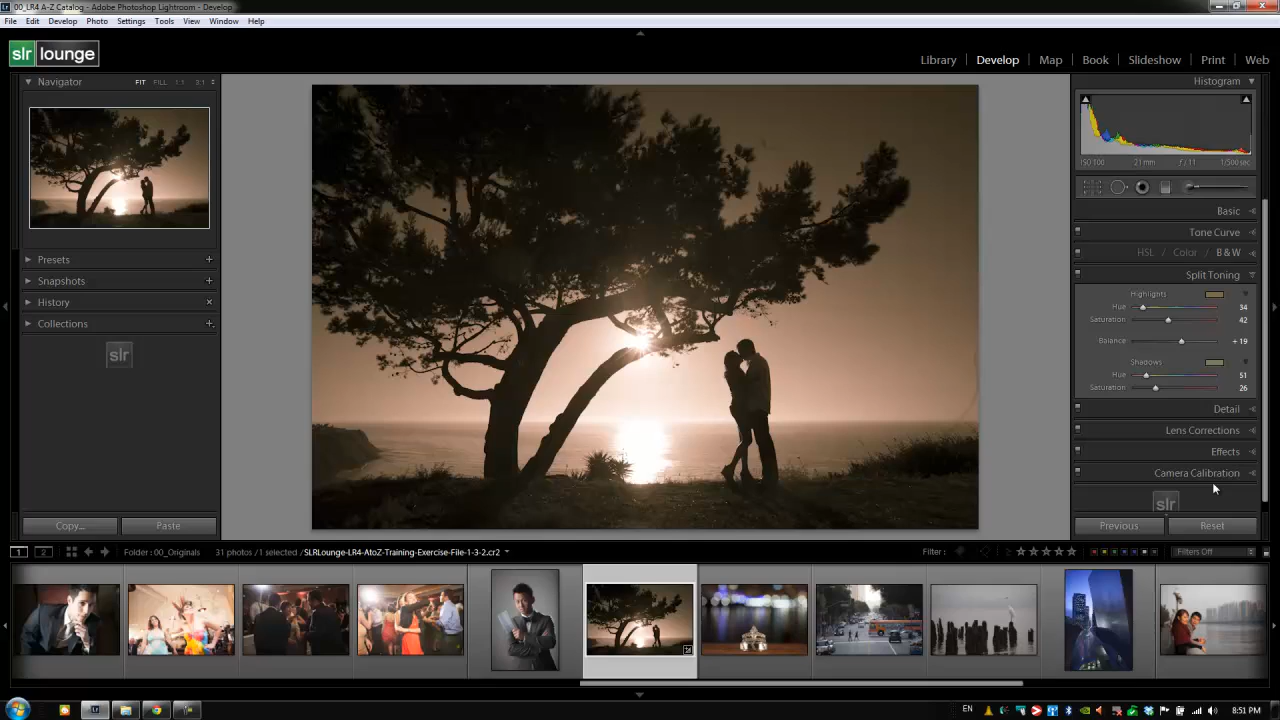 00_LR4 A-Z Catalog - Adobe Photoshop Lightroom - Develop
File Edit Develop Photo Settings Tools View Window Help
slr lounge
Library | Develop | Map | Book | Slideshow | Print | Web
Navigator FIT FILL 1:1 3:1
Histogram
ISO 100 21 mm f / 11 1/500 sec
Basic
Tone Curve
HSL / Color / B & W
Split Toning
Highlights
Hue 34
Saturation 42
Balance + 19
Shadows
Hue 51
Saturation 26
Detail
Lens Corrections
Effects
Camera Calibration
slr
Previous Reset
Presets
Snapshots
History
Collections
slr
Copy... Paste
1 2 Folder : 00_Originals 31 photos /1 selected /SLRLounge-LR4-AtoZ-Training-Exercise-File-1-3-2.cr2 Filter : Filters Off
EN 8:51 PM